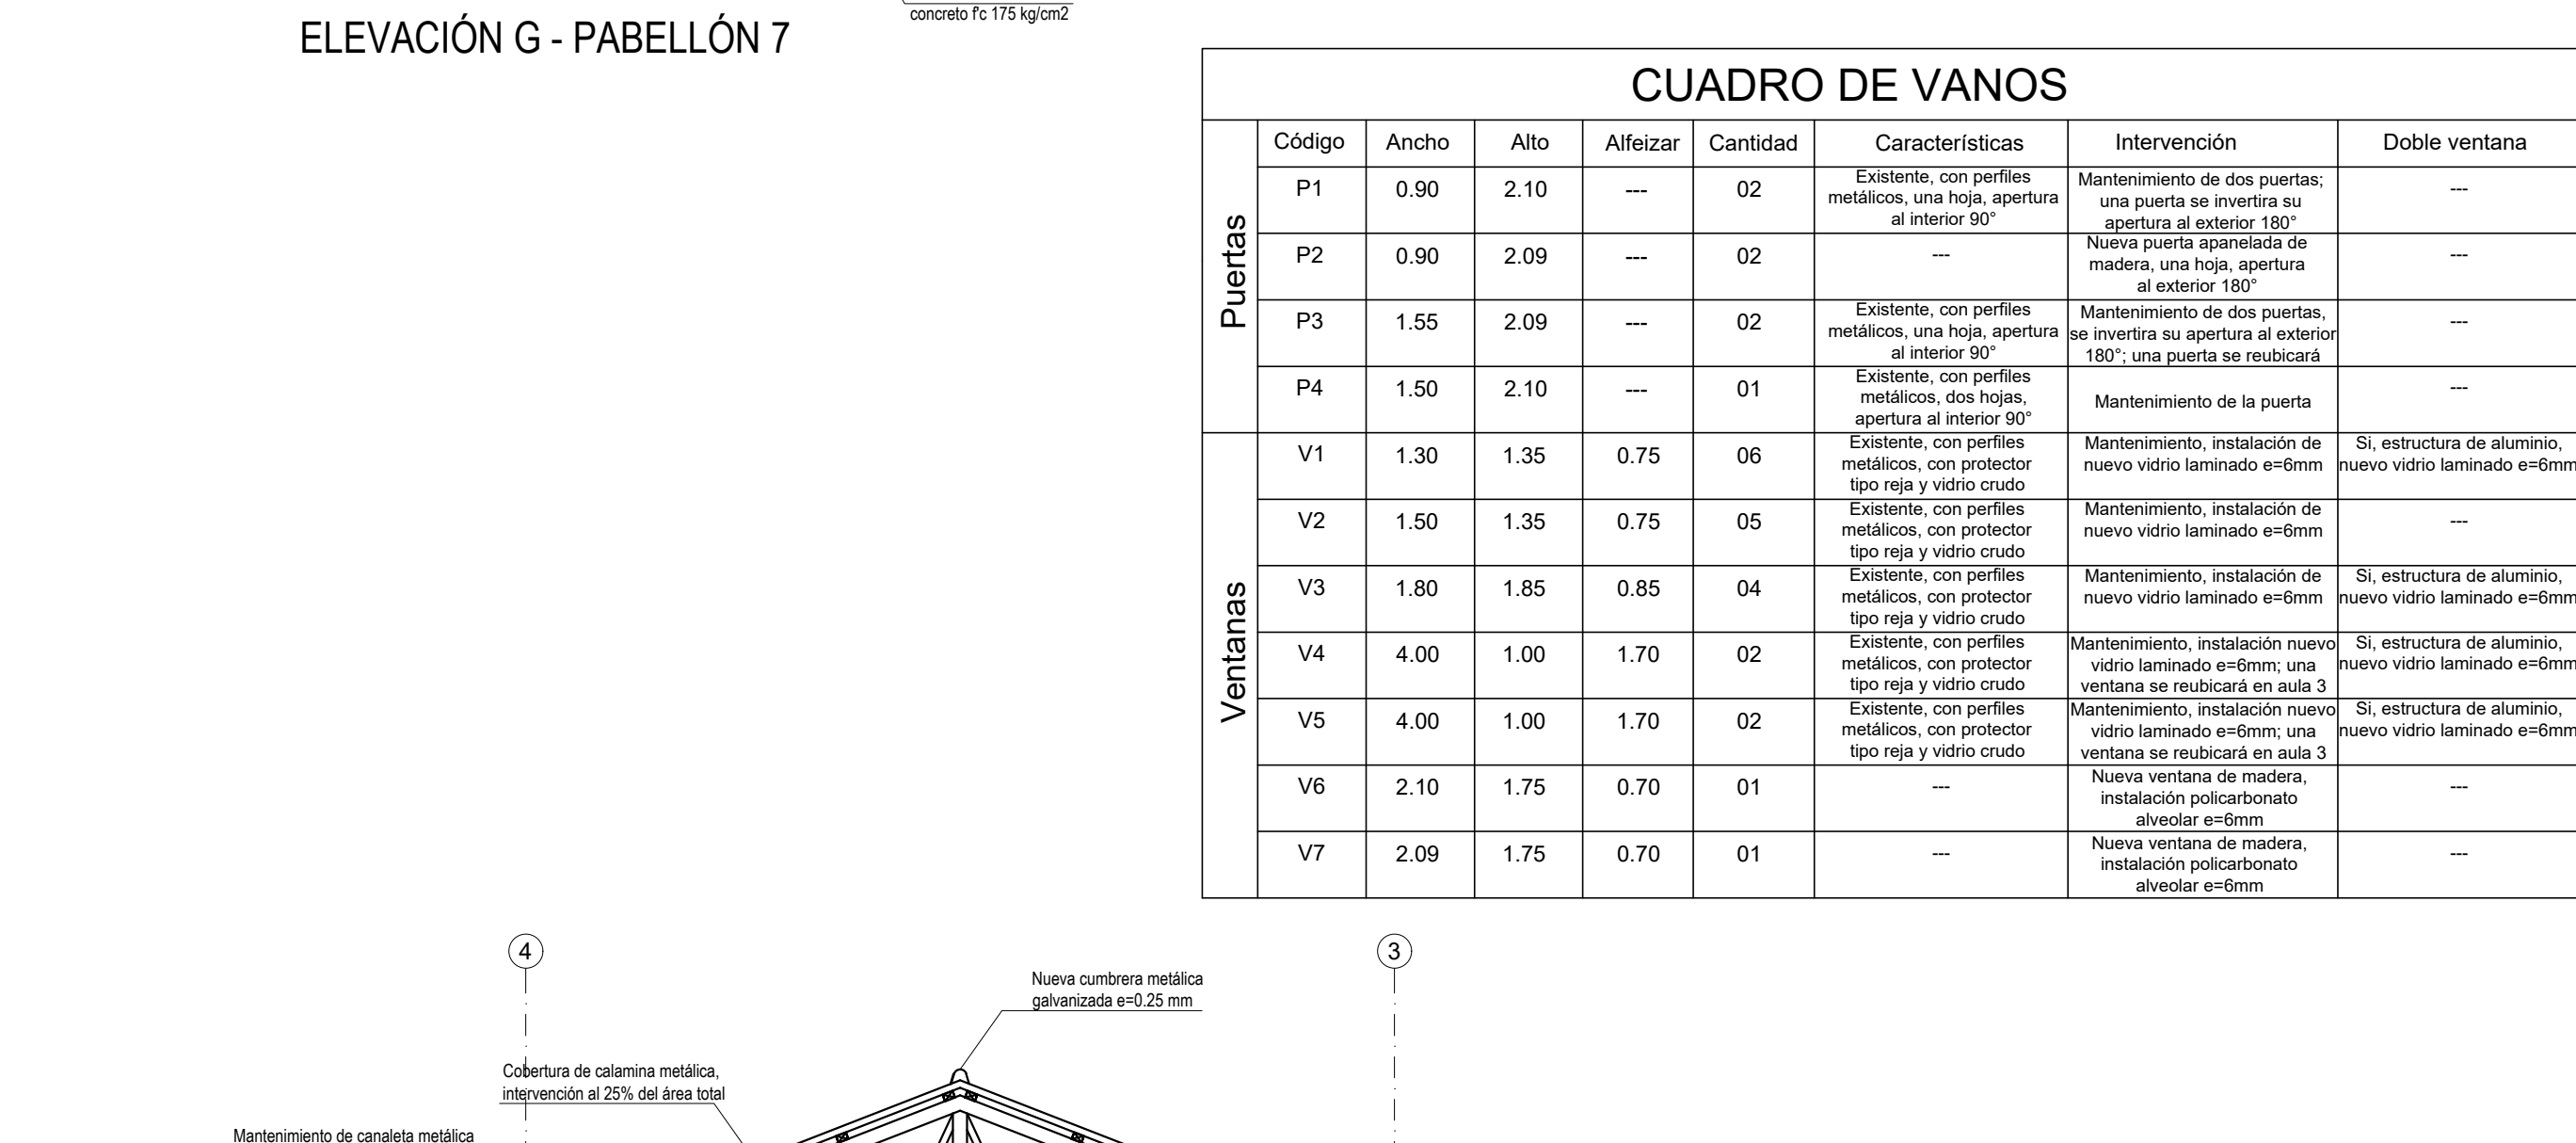 concreto f'c 175 kg/cm2
ELEVACIÓN G - PABELLÓN 7
CUADRO DE VANOS
Código Ancho Alto Alfeizar Cantidad Características Intervención Doble ventana
Puertas
P1 0.90 2.10 --- 02
Existente, con perfiles
metálicos, una hoja, apertura
al interior 90°
Mantenimiento de dos puertas;
una puerta se invertira su
apertura al exterior 180°
---
P2 0.90 2.09 --- 02
---
Nueva puerta apanelada de
madera, una hoja, apertura
al exterior 180°
---
P3 1.55 2.09 --- 02
Existente, con perfiles
metálicos, una hoja, apertura
al interior 90°
Mantenimiento de dos puertas,
se invertira su apertura al exterior
180°; una puerta se reubicará
---
P4 1.50 2.10 --- 01
Existente, con perfiles
metálicos, dos hojas,
apertura al interior 90°
Mantenimiento de la puerta
---
Ventanas
V1 1.30 1.35 0.75 06
Existente, con perfiles
metálicos, con protector
tipo reja y vidrio crudo
Mantenimiento, instalación de
nuevo vidrio laminado e=6mm
Si, estructura de aluminio,
nuevo vidrio laminado e=6mm
V2 1.50 1.35 0.75 05
Existente, con perfiles
metálicos, con protector
tipo reja y vidrio crudo
Mantenimiento, instalación de
nuevo vidrio laminado e=6mm
---
V3 1.80 1.85 0.85 04
Existente, con perfiles
metálicos, con protector
tipo reja y vidrio crudo
Mantenimiento, instalación de
nuevo vidrio laminado e=6mm
Si, estructura de aluminio,
nuevo vidrio laminado e=6mm
V4 4.00 1.00 1.70 02
Existente, con perfiles
metálicos, con protector
tipo reja y vidrio crudo
Mantenimiento, instalación nuevo
vidrio laminado e=6mm; una
ventana se reubicará en aula 3
Si, estructura de aluminio,
nuevo vidrio laminado e=6mm
V5 4.00 1.00 1.70 02
Existente, con perfiles
metálicos, con protector
tipo reja y vidrio crudo
Mantenimiento, instalación nuevo
vidrio laminado e=6mm; una
ventana se reubicará en aula 3
Si, estructura de aluminio,
nuevo vidrio laminado e=6mm
V6 2.10 1.75 0.70 01
---
Nueva ventana de madera,
instalación policarbonato
alveolar e=6mm
---
V7 2.09 1.75 0.70 01
---
Nueva ventana de madera,
instalación policarbonato
alveolar e=6mm
---
4
3
Nueva cumbrera metálica
galvanizada e=0.25 mm
Cobertura de calamina metálica,
intervención al 25% del área total
Mantenimiento de canaleta metálica